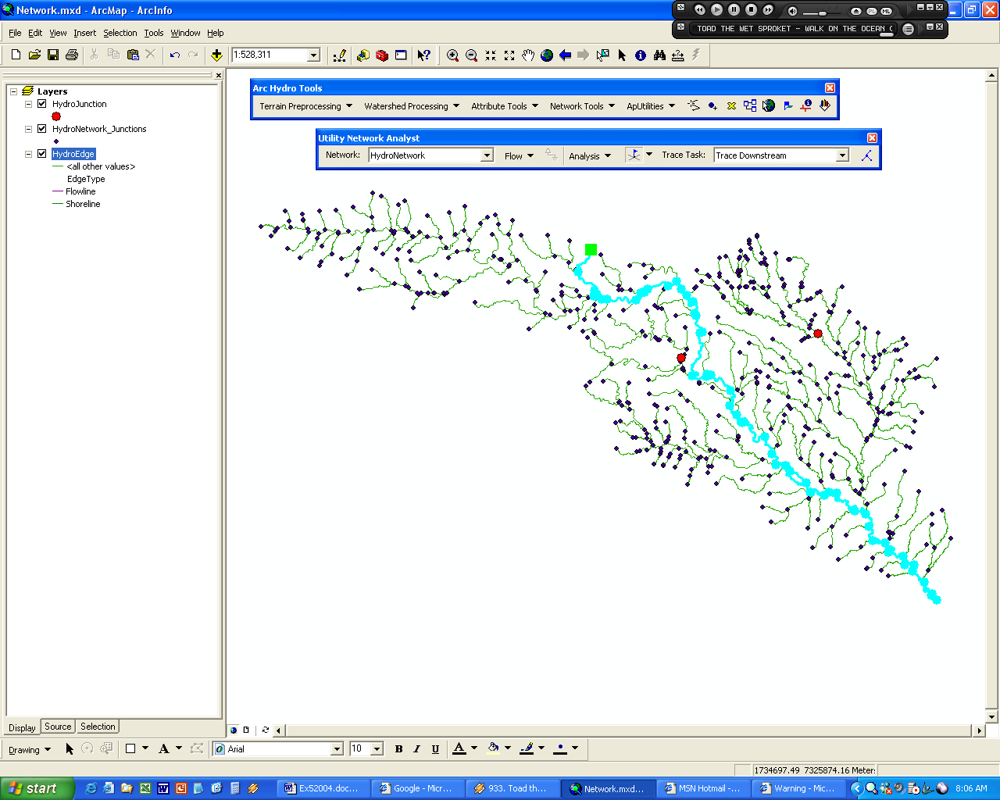 Network.mxd - ArcMap - ArcInfo
TOAD THE WET SPROKET - WALK ON THE OCEAN
File Edit View Insert Selection Tools Window Help
1:528,311
Layers
HydroJunction
HydroNetwork_Junctions
HydroEdge
<all other values>
EdgeType
Flowline
Shoreline
Arc Hydro Tools
Terrain Preprocessing Watershed Processing Attribute Tools Network Tools ApUtilities
Utility Network Analyst
Network: HydroNetwork Flow Analysis Trace Task: Trace Downstream
Display Source Selection
Drawing A Arial 10 B I U A
1734697.49 7325874.16 Meters
start Ex52004.doc... Google - Micr... 933. Toad th... Network.mxd... MSN Hotmail -... Warning - Mic... 8:06 AM